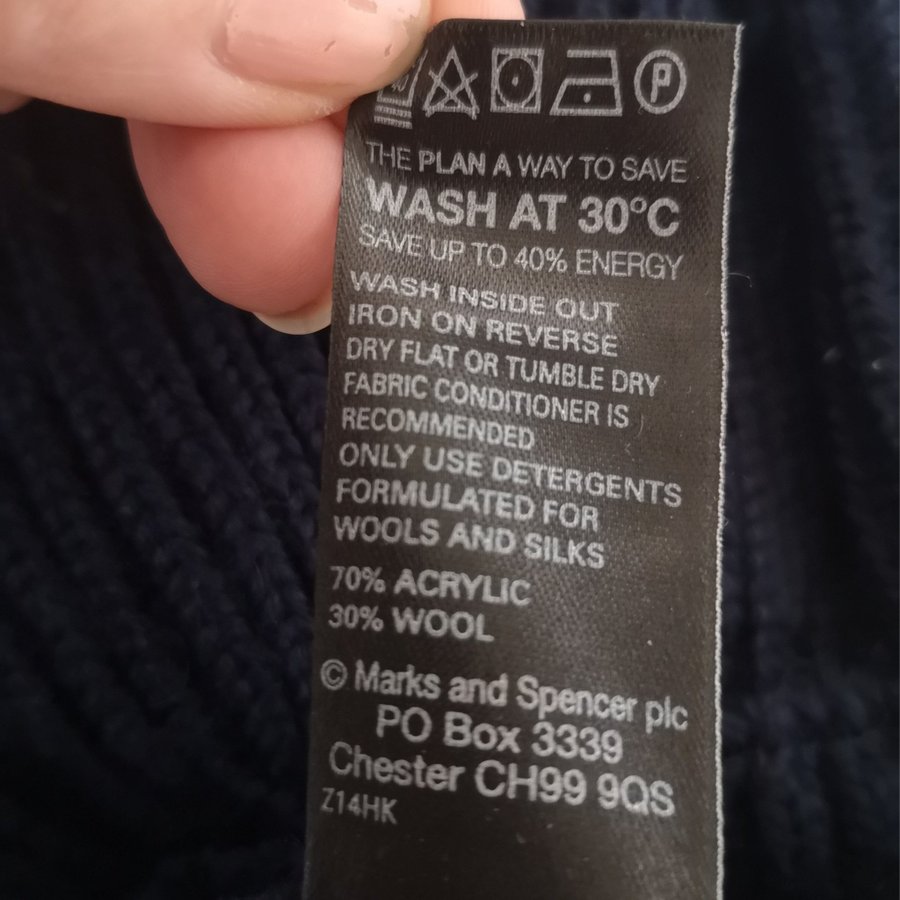 P
THE PLAN A WAY TO SAVE
WASH AT 30°C
SAVE UP TO 40% ENERGY
WASH INSIDE OUT
IRON ON REVERSE
DRY FLAT OR TUMBLE DRY
FABRIC CONDITIONER IS
RECOMMENDED
ONLY USE DETERGENTS
FORMULATED FOR
WOOLS AND SILKS
70% ACRYLIC
30% WOOL
© Marks and Spencer plc
PO Box 3339
Chester CH99 9QS
Z14HK